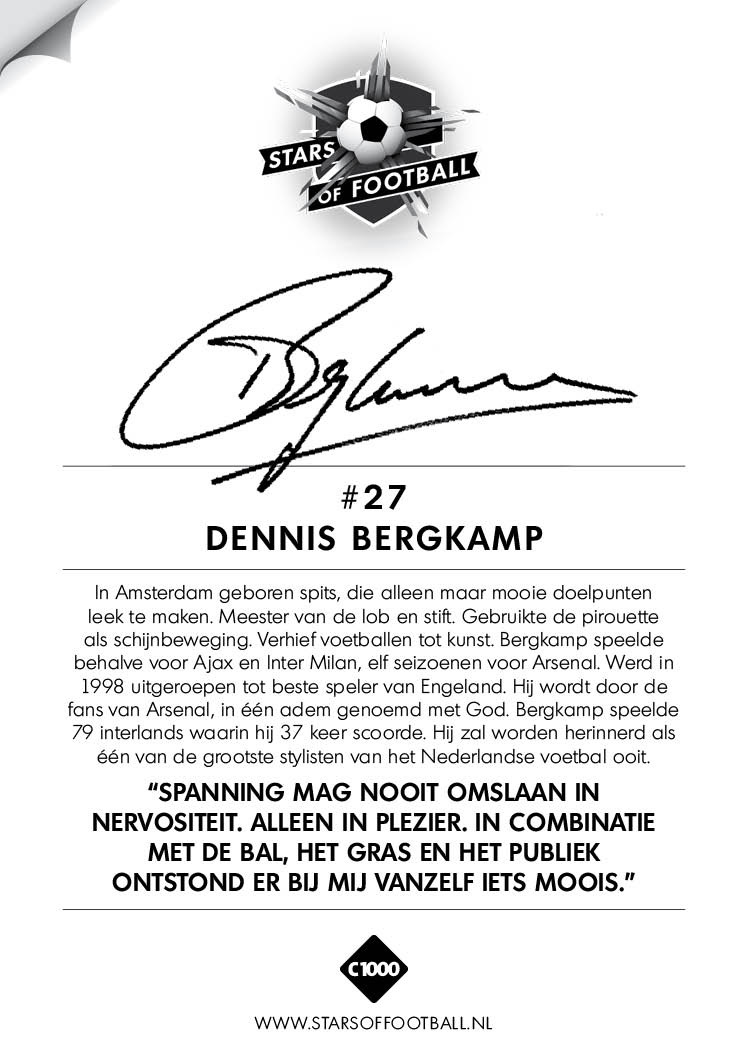 STARS
OF FOOTBALL
Bergkamp
#27
DENNIS BERGKAMP
In Amsterdam geboren spits, die alleen maar mooie doelpunten
leek te maken. Meester van de lob en stift. Gebruikte de pirouette
als schijnbeweging. Verhief voetballen tot kunst. Bergkamp speelde
behalve voor Ajax en Inter Milan, elf seizoenen voor Arsenal. Werd in
1998 uitgeroepen tot beste speler van Engeland. Hij wordt door de
fans van Arsenal, in één adem genoemd met God. Bergkamp speelde
79 interlands waarin hij 37 keer scoorde. Hij zal worden herinnerd als
één van de grootste stylisten van het Nederlandse voetbal ooit.
“SPANNING MAG NOOIT OMSLAAN IN
NERVOSITEIT. ALLEEN IN PLEZIER. IN COMBINATIE
MET DE BAL, HET GRAS EN HET PUBLIEK
ONTSTOND ER BIJ MIJ VANZELF IETS MOOIS.”
C1000
WWW.STARSOFFOOTBALL.NL